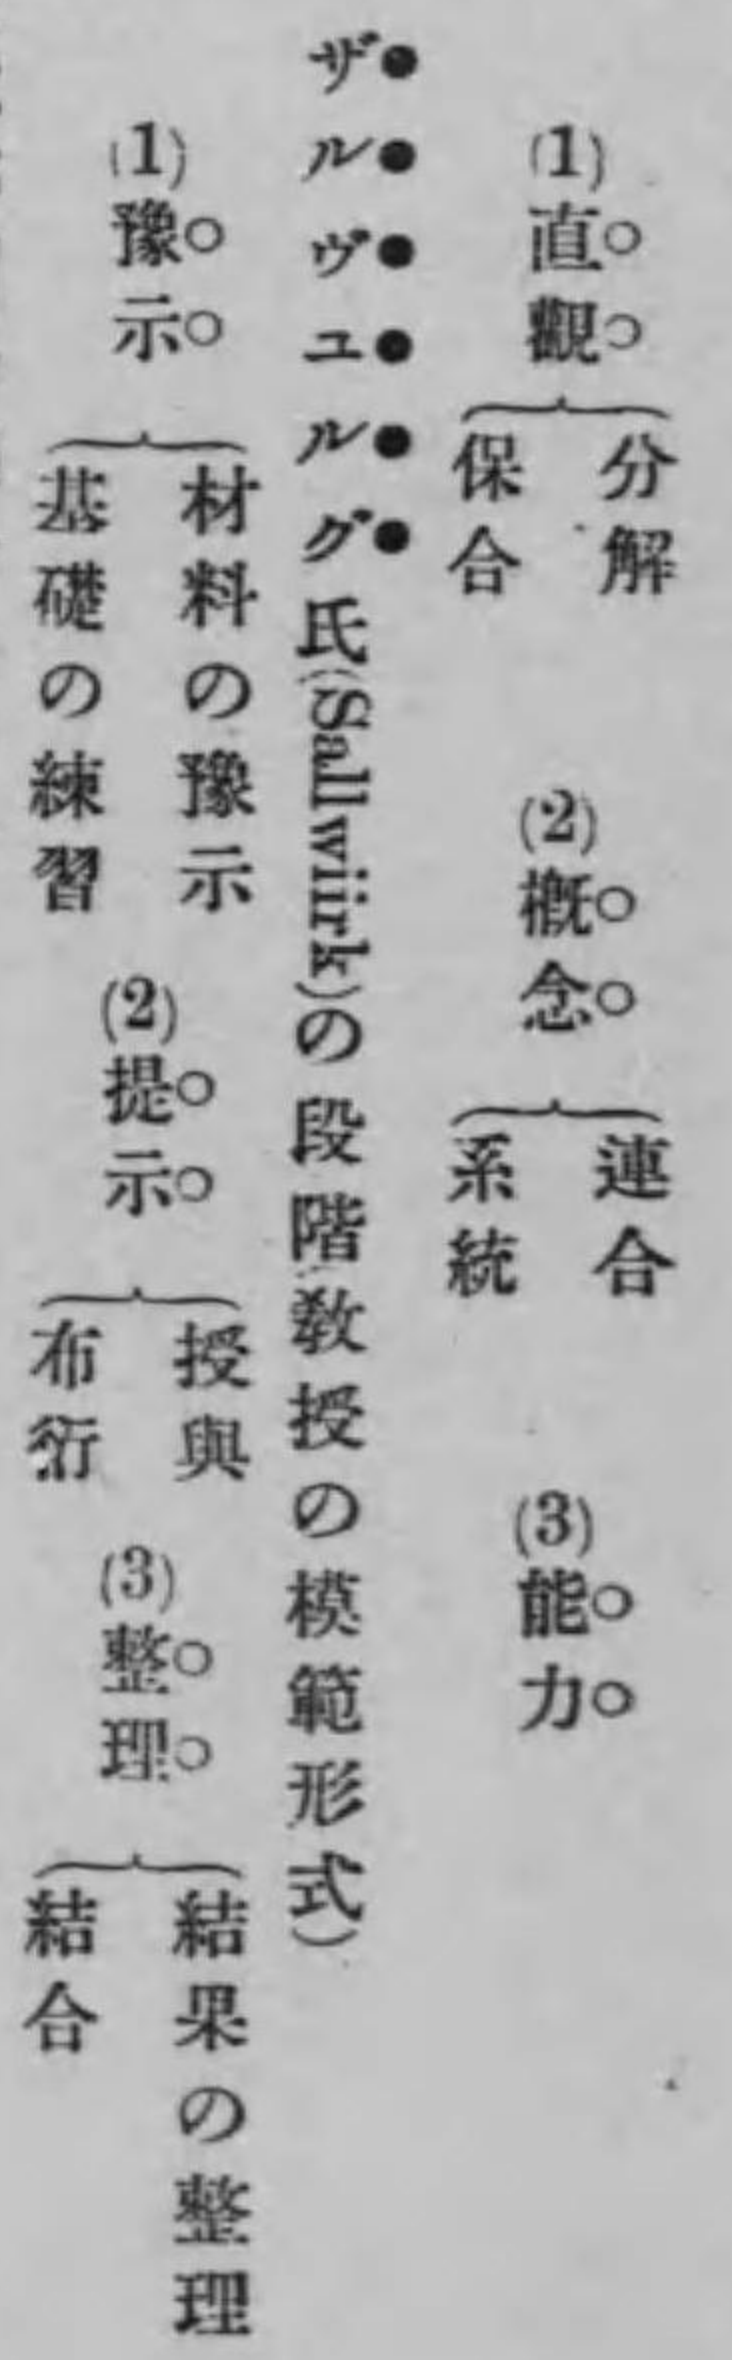 (1)直觀 分解 保合 (2)概念 連合 系統 (3)能力
ザルヴユルグ氏(Sallwiirk)の段階教授の模範形式)
(1)豫示 材料の豫示 基礎の練習 (2)提示 授與 布衍 (3)整理 結果の整理 結合